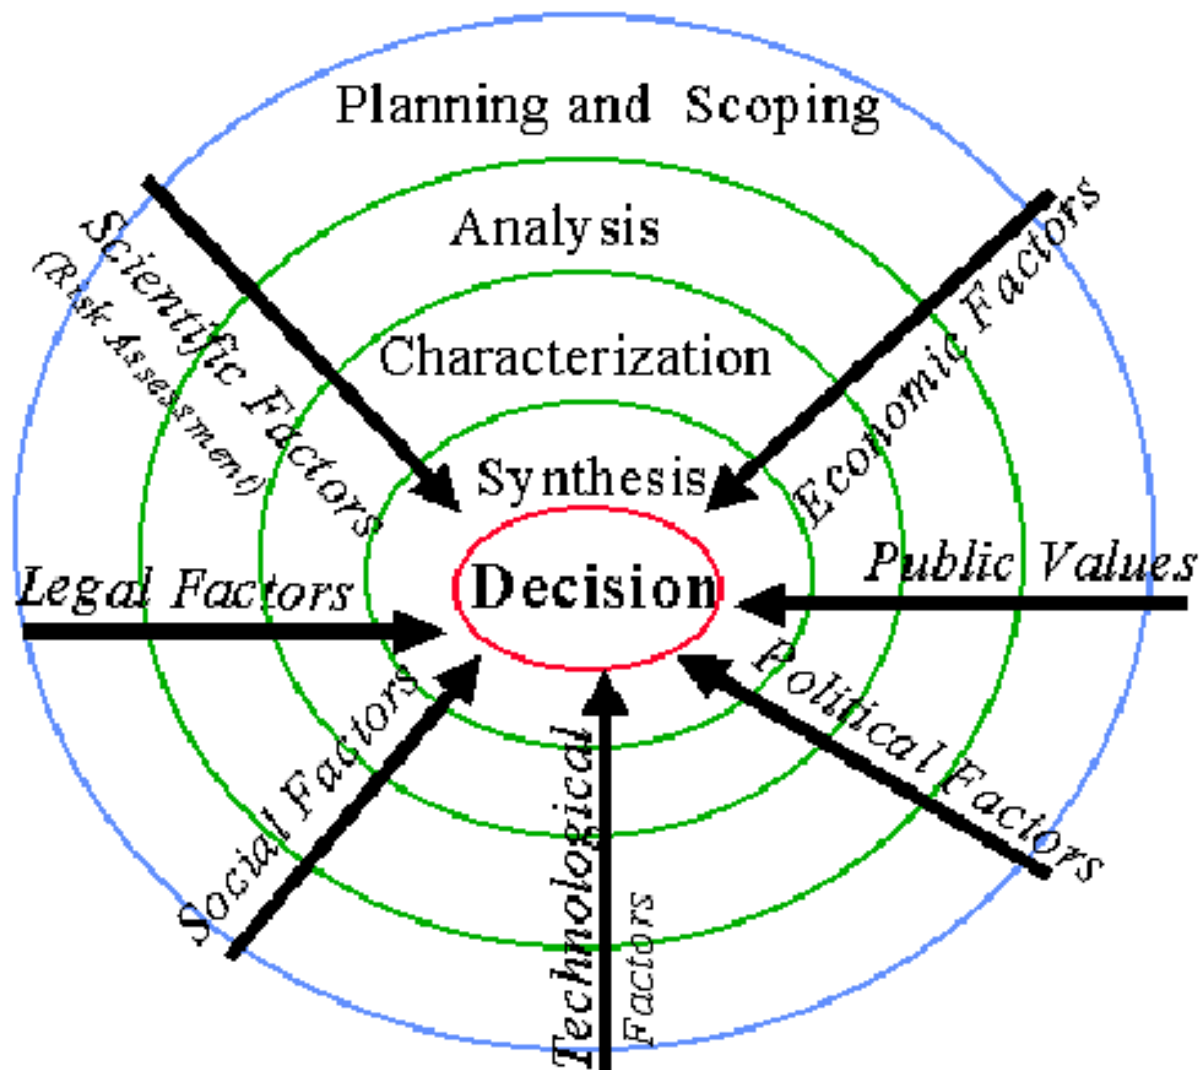 Planning and Scoping
Analysis
Characterization
Synthesis
Decision
Scientific Factors
(Risk Assessment)
Economic Factors
Legal Factors
Public Values
Social Factors
Political Factors
Technological
Factors